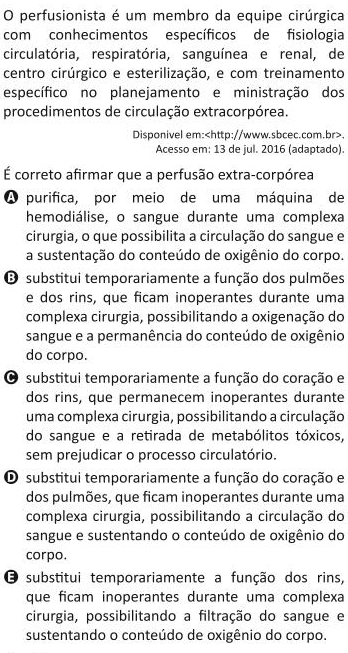 O perfusionista é um membro da equipe cirúrgica
com conhecimentos específicos de fisiologia
circulatória, respiratória, sanguínea e renal, de
centro cirúrgico e esterilização, e com treinamento
específico no planejamento e ministração dos
procedimentos de circulação extracorpórea.
Disponivel em:<http://www.sbcec.com.br>.
Acesso em: 13 de jul. 2016 (adaptado).
É correto afirmar que a perfusão extra-corpórea
A purifica, por meio de uma máquina de
hemodiálise, o sangue durante uma complexa
cirurgia, o que possibilita a circulação do sangue e
a sustentação do conteúdo de oxigênio do corpo.
B substitui temporariamente a função dos pulmões
e dos rins, que ficam inoperantes durante uma
complexa cirurgia, possibilitando a oxigenação do
sangue e a permanência do conteúdo de oxigênio
do corpo.
C substitui temporariamente a função do coração e
dos rins, que permanecem inoperantes durante
uma complexa cirurgia, possibilitando a circulação
do sangue e a retirada de metabólitos tóxicos,
sem prejudicar o processo circulatório.
D substitui temporariamente a função do coração e
dos pulmões, que ficam inoperantes durante uma
complexa cirurgia, possibilitando a circulação do
sangue e sustentando o conteúdo de oxigênio do
corpo.
E substitui temporariamente a função dos rins,
que ficam inoperantes durante uma complexa
cirurgia, possibilitando a filtração do sangue e
sustentando o conteúdo de oxigênio do corpo.